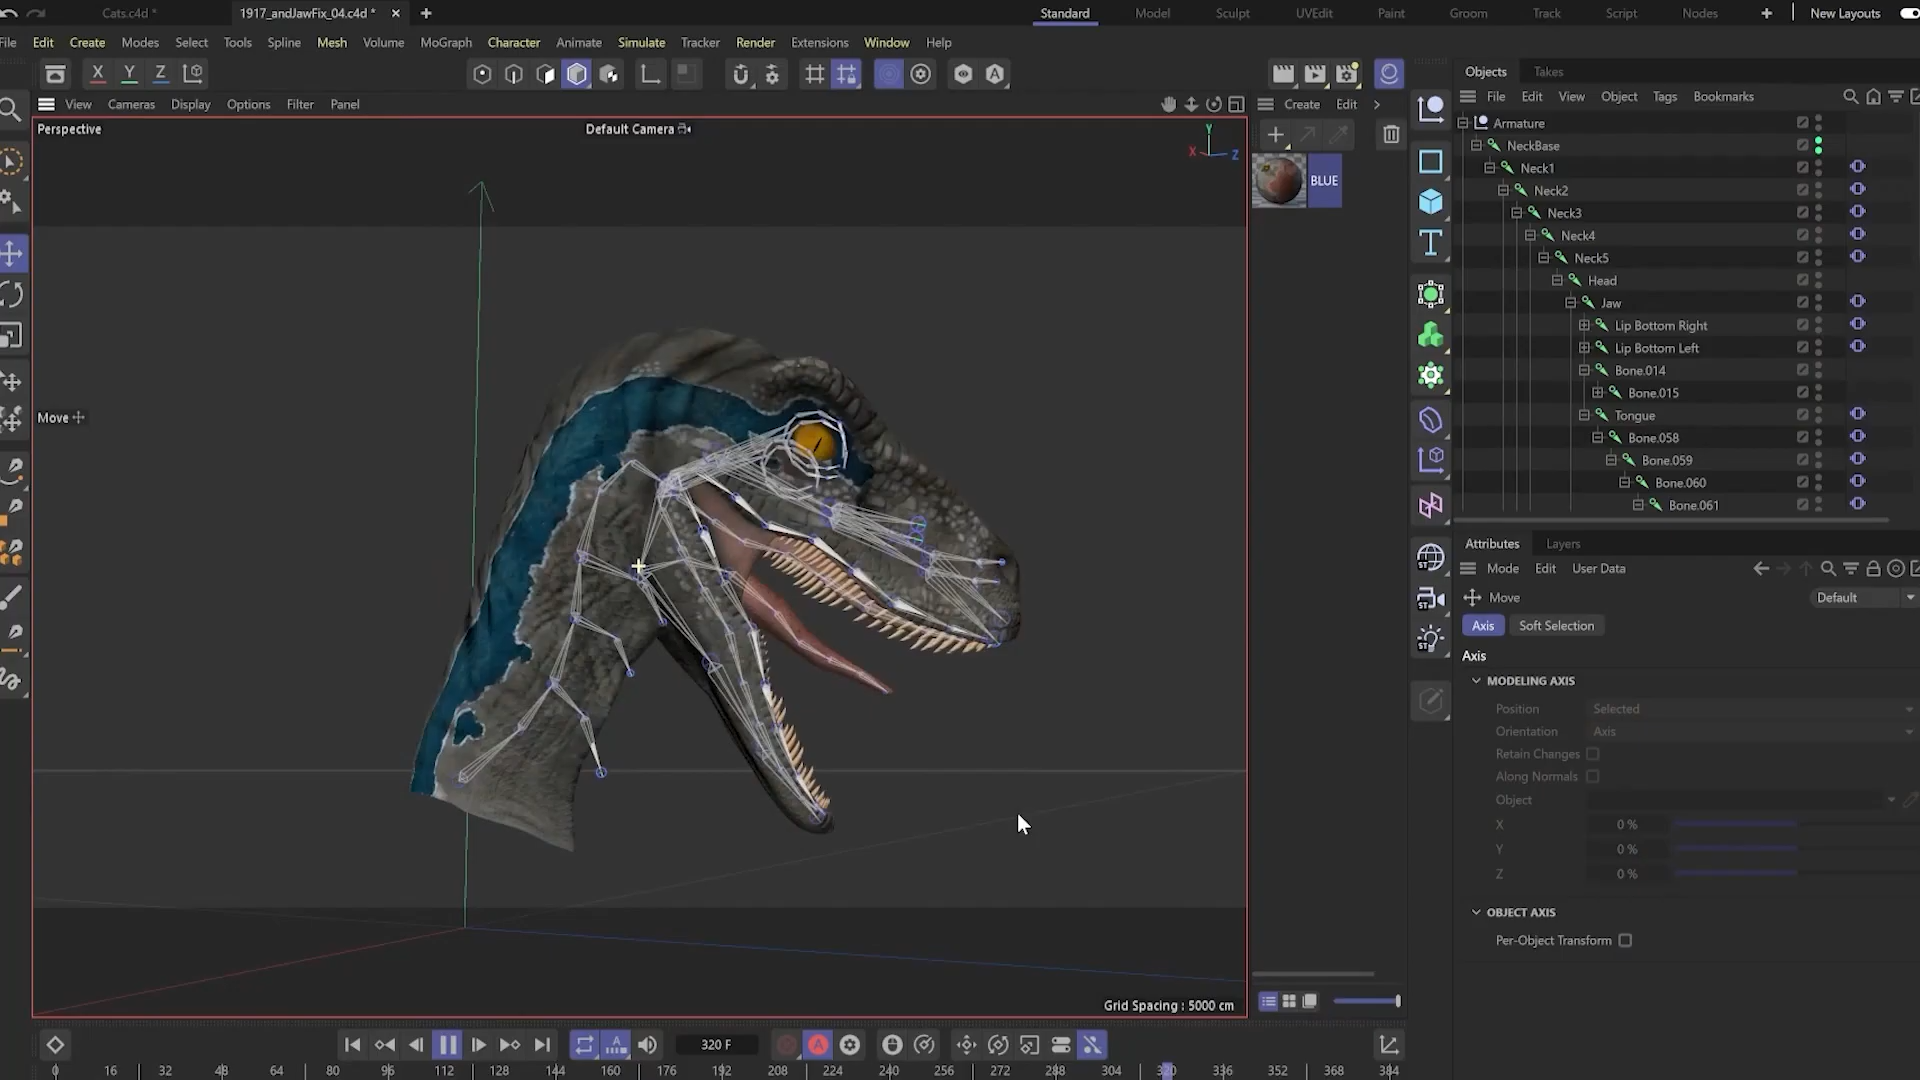 Cats.c4d *
1917_andJawFix_04.c4d *
Standard
Model
Sculpt
UVEdit
Paint
Groom
Track
Script
Nodes
New Layouts
File
Edit
Create
Modes
Select
Tools
Spline
Mesh
Volume
MoGraph
Character
Animate
Simulate
Tracker
Render
Extensions
Window
Help
X
Y
Z
View
Cameras
Display
Options
Filter
Panel
Create
Edit
Perspective
Default Camera
Y
X
Z
BLUE
Move
Grid Spacing : 5000 cm
Objects
Takes
File
Edit
View
Object
Tags
Bookmarks
Armature
NeckBase
Neck1
Neck2
Neck3
Neck4
Neck5
Head
Jaw
Lip Bottom Right
Lip Bottom Left
Bone.014
Bone.015
Tongue
Bone.058
Bone.059
Bone.060
Bone.061
ST
ST
ST
Attributes
Layers
Mode
Edit
User Data
Move
Default
Axis
Soft Selection
Axis
MODELING AXIS
Position
Selected
Orientation
Axis
Retain Changes
Along Normals
Object
X
0 %
Y
0 %
Z
0 %
OBJECT AXIS
Per-Object Transform
320 F
0 16 32 48 64 80 96 112 128 144 160 176 192 208 224 240 256 272 288 304 320 336 352 368 384